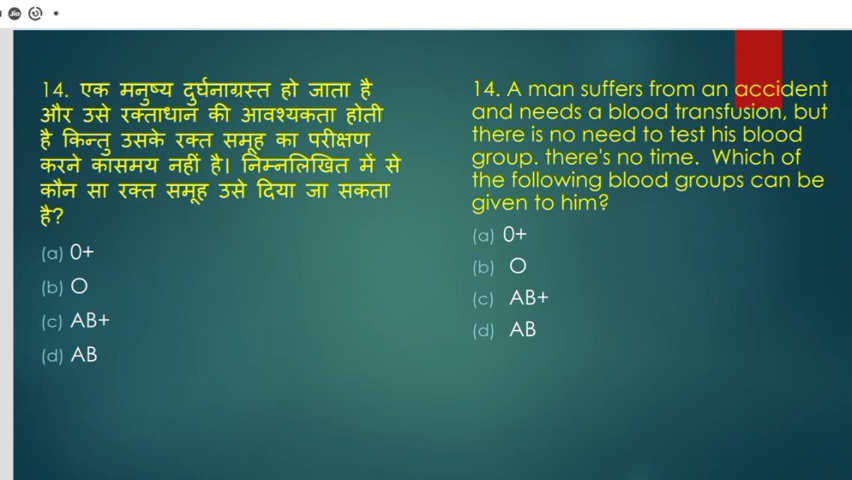 Jio
14. एक मनुष्य दुर्घनाग्रस्त हो जाता है
और उसे रक्ताधान की आवश्यकता होती
है किन्तु उसके रक्त समूह का परीक्षण
करने कासमय नहीं है। निम्नलिखित में से
कौन सा रक्त समूह उसे दिया जा सकता
है?
(a) 0+
(b) O
(c) AB+
(d) AB
14. A man suffers from an accident
and needs a blood transfusion, but
there is no need to test his blood
group. there's no time. Which of
the following blood groups can be
given to him?
(a) 0+
(b) O
(c) AB+
(d) AB